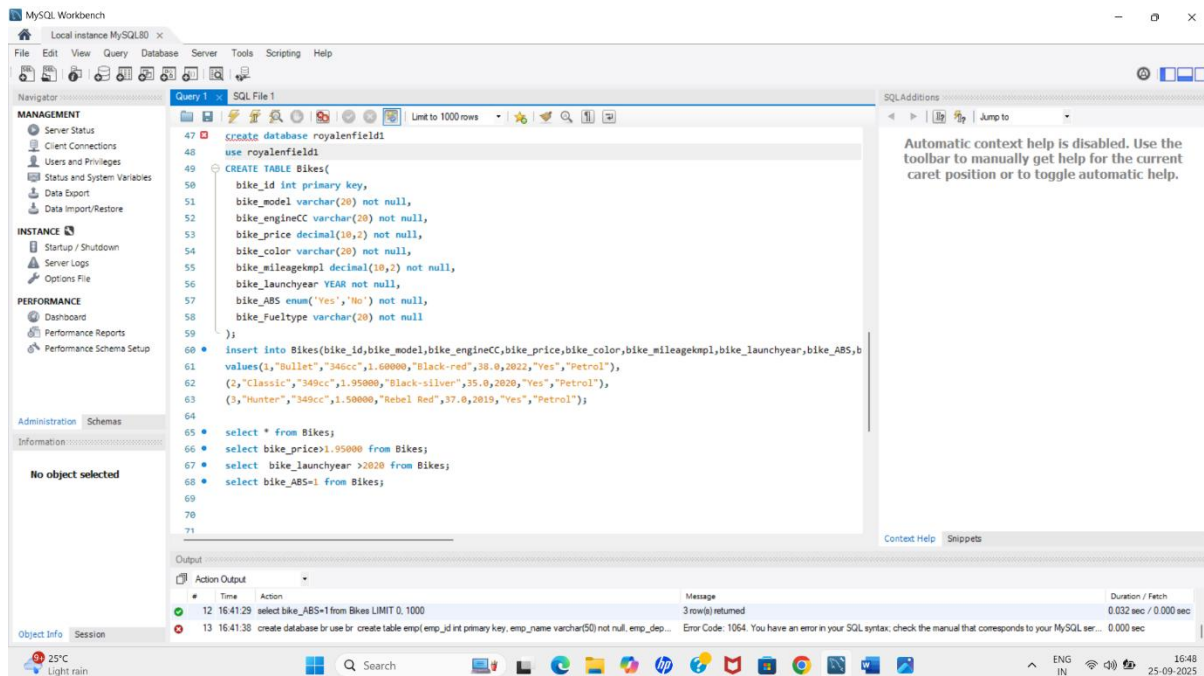 MySQL Workbench
Local instance MySQL80 ×
File Edit View Query Database Server Tools Scripting Help
Navigator
MANAGEMENT
Server Status
Client Connections
Users and Privileges
Status and System Variables
Data Export
Data Import/Restore
INSTANCE
Startup / Shutdown
Server Logs
Options File
PERFORMANCE
Dashboard
Performance Reports
Performance Schema Setup
Administration Schemas
Information
No object selected
Object Info Session
Query 1 × SQL File 1
Limit to 1000 rows
47 create database royalenfield1
48 use royalenfield1
49 CREATE TABLE Bikes(
50 bike_id int primary key,
51 bike_model varchar(20) not null,
52 bike_engineCC varchar(20) not null,
53 bike_price decimal(10,2) not null,
54 bike_color varchar(20) not null,
55 bike_mileagekmpl decimal(10,2) not null,
56 bike_launchyear YEAR not null,
57 bike_ABS enum('Yes','No') not null,
58 bike_Fueltype varchar(20) not null
59 );
60 insert into Bikes(bike_id,bike_model,bike_engineCC,bike_price,bike_color,bike_mileagekmpl,bike_launchyear,bike_ABS,b
61 values(1,"Bullet","346cc",1.60000,"Black-red",38.0,2022,"Yes","Petrol"),
62 (2,"Classic","349cc",1.95000,"Black-silver",35.0,2020,"Yes","Petrol"),
63 (3,"Hunter","349cc",1.50000,"Rebel Red",37.0,2019,"Yes","Petrol");
64
65 select * from Bikes;
66 select bike_price>1.95000 from Bikes;
67 select bike_launchyear >2020 from Bikes;
68 select bike_ABS=1 from Bikes;
69
70
71
SQLAdditions
Jump to
Automatic context help is disabled. Use the
toolbar to manually get help for the current
caret position or to toggle automatic help.
Context Help Snippets
Output
Action Output
# Time Action Message Duration / Fetch
12 16:41:29 select bike_ABS=1 from Bikes LIMIT 0, 1000 3 row(s) returned 0.032 sec / 0.000 sec
13 16:41:38 create database br use br create table emp( emp_id int primary key, emp_name varchar(50) not null, emp_dep... Error Code: 1064. You have an error in your SQL syntax; check the manual that corresponds to your MySQL ser... 0.000 sec
25°C
Light rain
Search
ENG
IN
16:48
25-09-2025